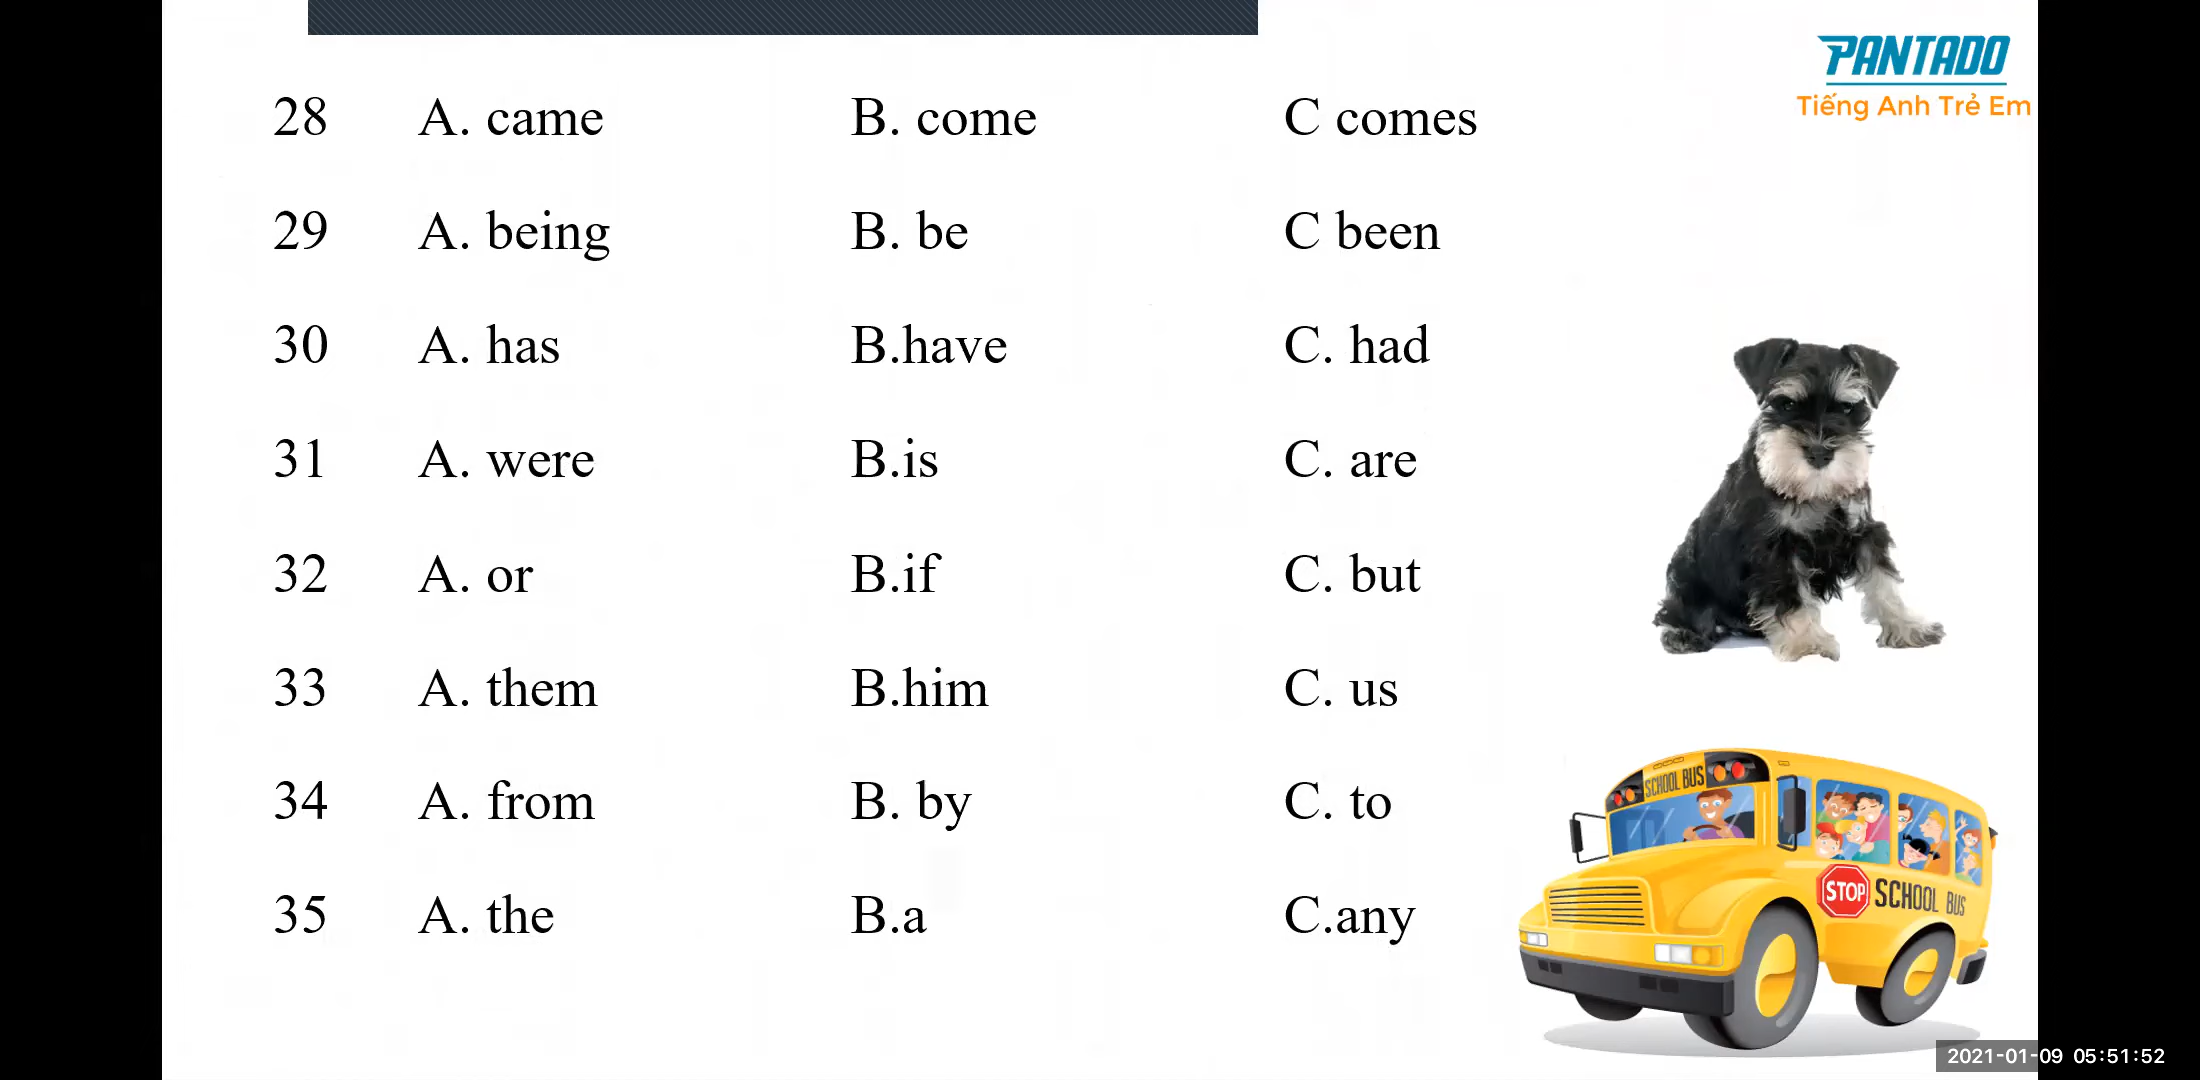 PANTADO
Tiếng Anh Trẻ Em
28 A. came B. come C comes
29 A. being B. be C been
30 A. has B.have C. had
31 A. were B.is C. are
32 A. or B.if C. but
33 A. them B.him C. us
34 A. from B. by C. to
35 A. the B.a C.any
SCHOOL BUS
STOP SCHOOL BUS
2021-01-09 05:51:52